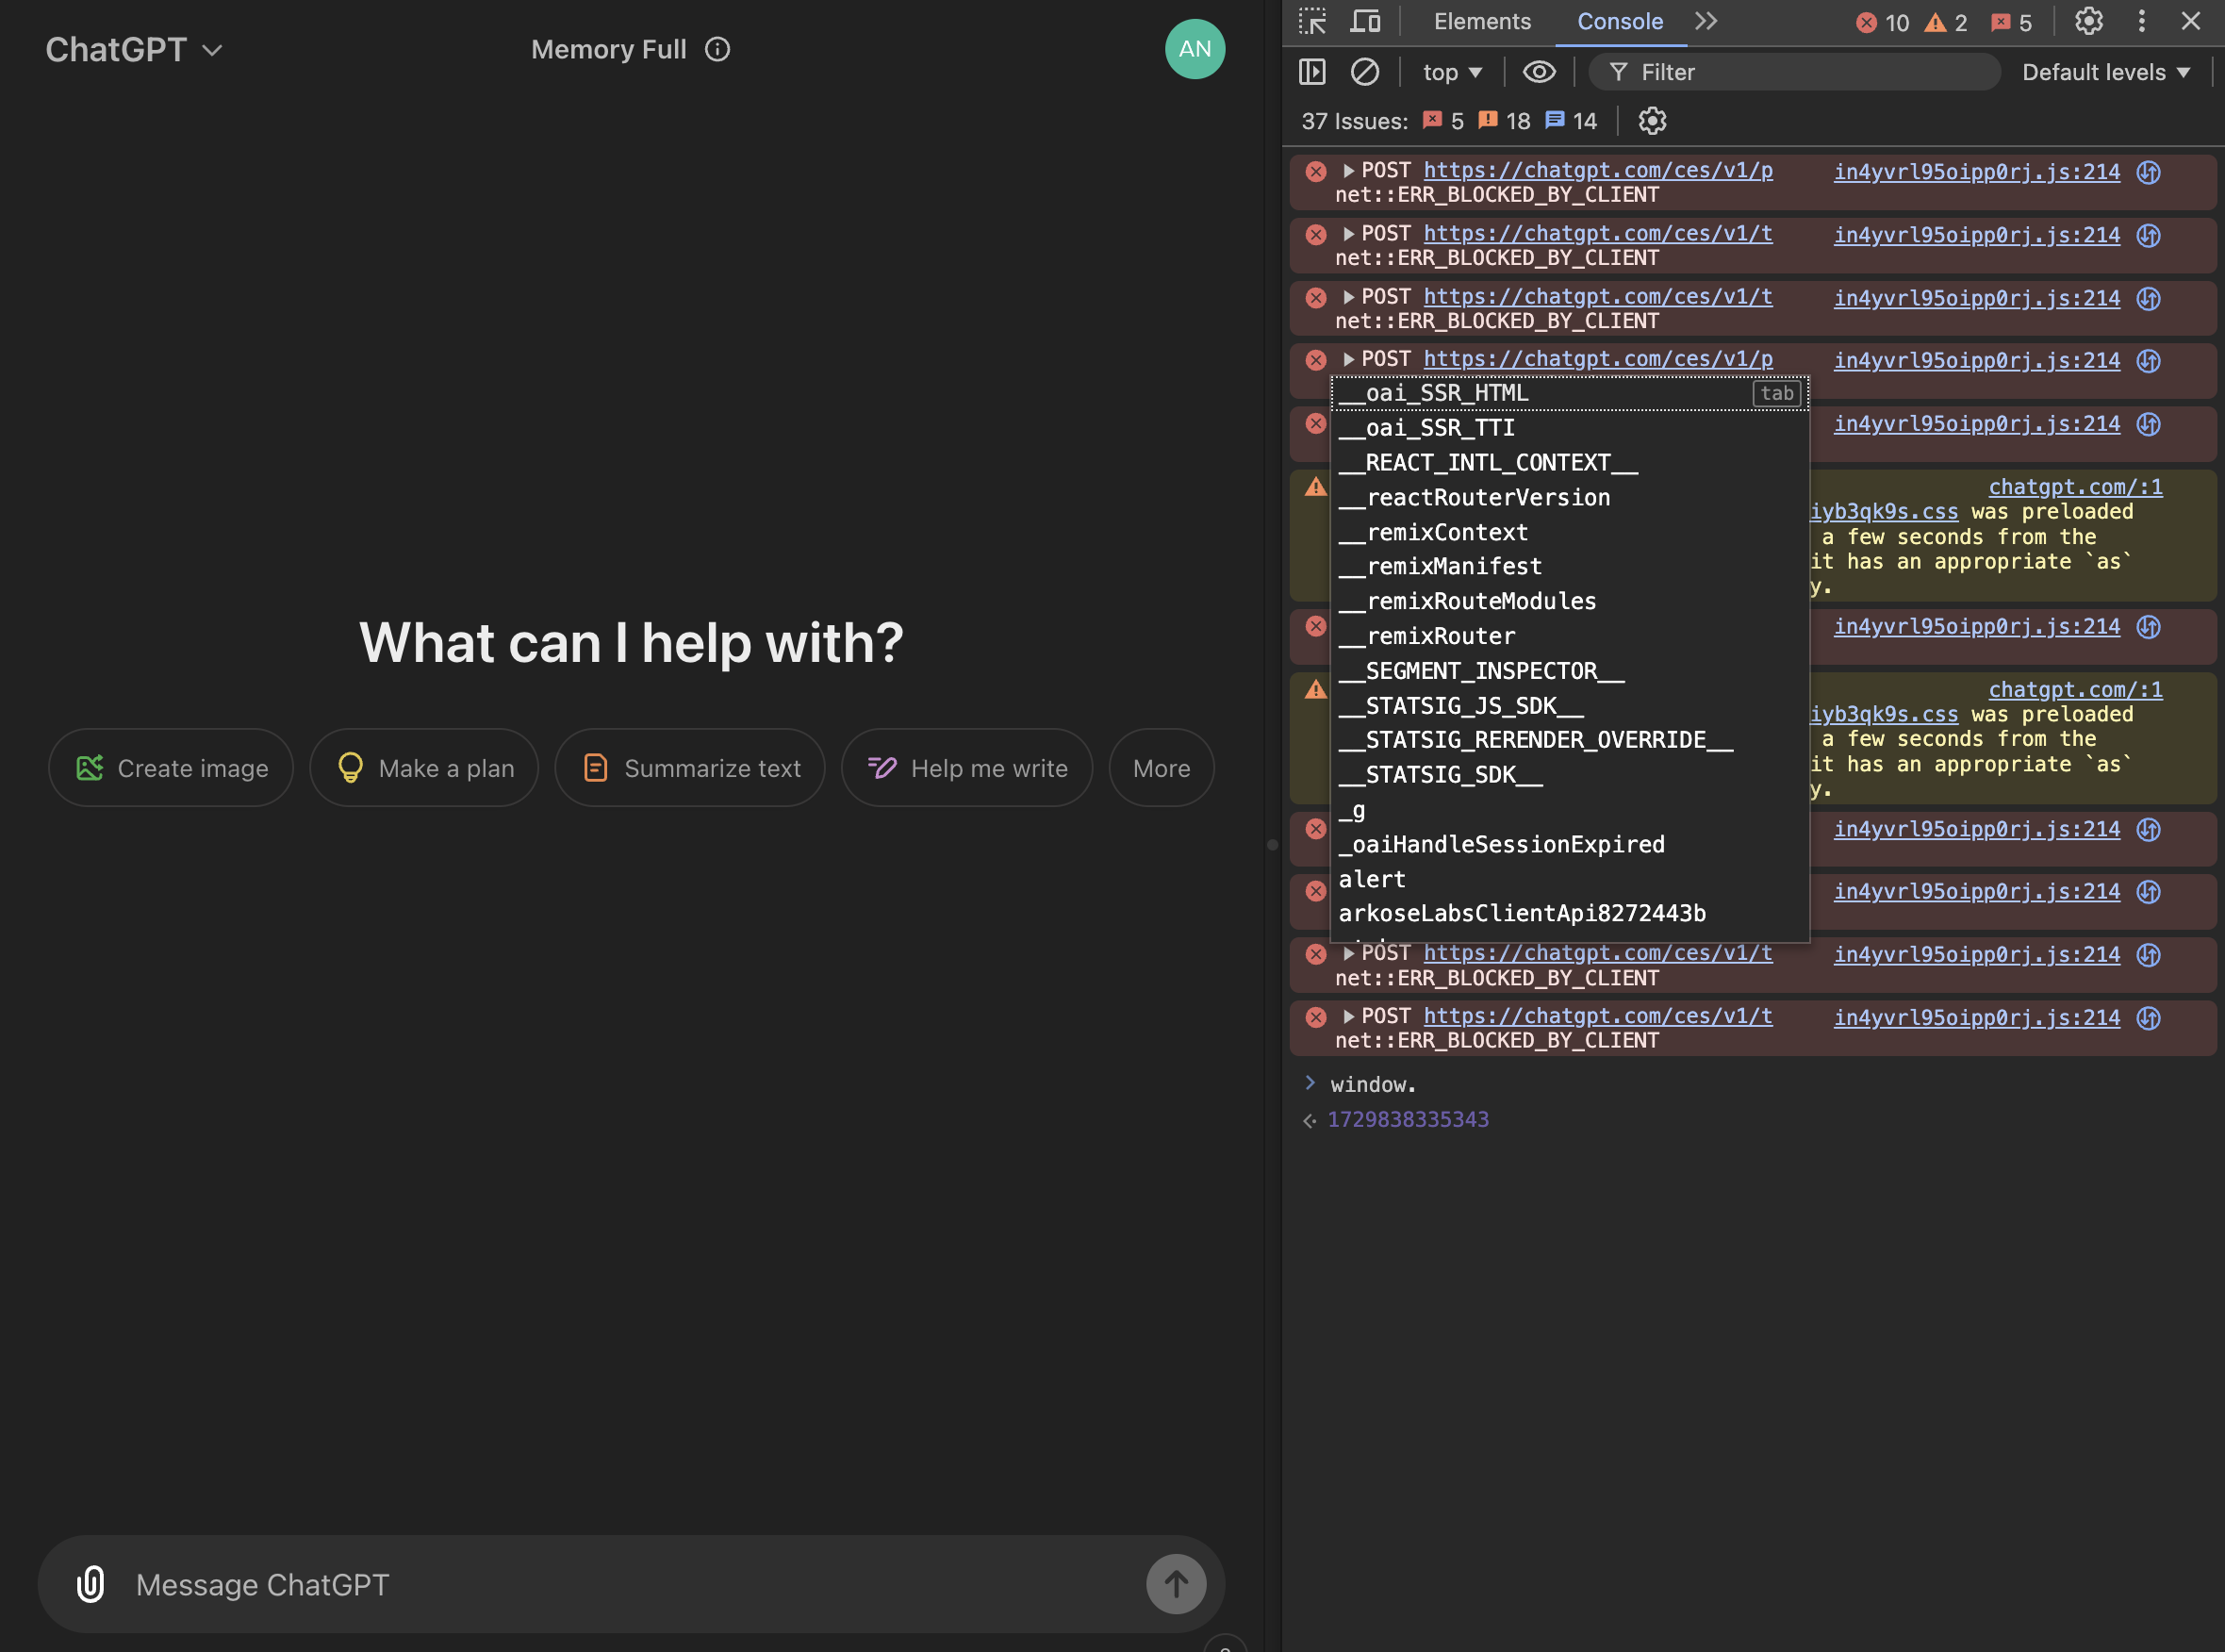 ChatGPT
Memory Full
AN
What can I help with?
Create image
Make a plan
Summarize text
Help me write
More
Message ChatGPT
Elements
Console
10
2
5
top
Filter
Default levels
37 Issues:
5
18
14
POST https://chatgpt.com/ces/v1/p in4yvrl95oipp0rj.js:214
net::ERR_BLOCKED_BY_CLIENT
POST https://chatgpt.com/ces/v1/t in4yvrl95oipp0rj.js:214
net::ERR_BLOCKED_BY_CLIENT
POST https://chatgpt.com/ces/v1/t in4yvrl95oipp0rj.js:214
net::ERR_BLOCKED_BY_CLIENT
POST https://chatgpt.com/ces/v1/p in4yvrl95oipp0rj.js:214
in4yvrl95oipp0rj.js:214
chatgpt.com/:1
iyb3qk9s.css was preloaded
a few seconds from the
it has an appropriate `as`
y.
in4yvrl95oipp0rj.js:214
chatgpt.com/:1
iyb3qk9s.css was preloaded
a few seconds from the
it has an appropriate `as`
y.
in4yvrl95oipp0rj.js:214
in4yvrl95oipp0rj.js:214
__oai_SSR_HTML tab
__oai_SSR_TTI
__REACT_INTL_CONTEXT__
__reactRouterVersion
__remixContext
__remixManifest
__remixRouteModules
__remixRouter
__SEGMENT_INSPECTOR__
__STATSIG_JS_SDK__
__STATSIG_RERENDER_OVERRIDE__
__STATSIG_SDK__
_g
_oaiHandleSessionExpired
alert
arkoseLabsClientApi8272443b
POST https://chatgpt.com/ces/v1/t in4yvrl95oipp0rj.js:214
net::ERR_BLOCKED_BY_CLIENT
POST https://chatgpt.com/ces/v1/t in4yvrl95oipp0rj.js:214
net::ERR_BLOCKED_BY_CLIENT
window.
1729838335343